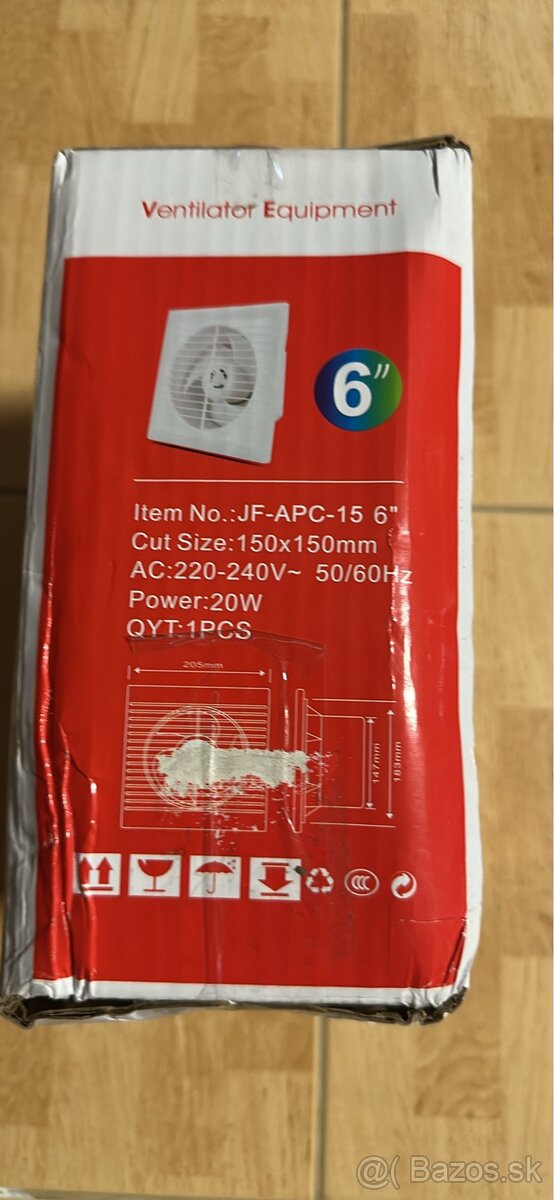 Ventilator Equipment
6"
Item No.:JF-APC-15 6"
Cut Size:150x150mm
AC:220-240V~ 50/60Hz
Power:20W
QYT:1PCS
205mm
147mm
183mm
CCC
@( Bazos.sk